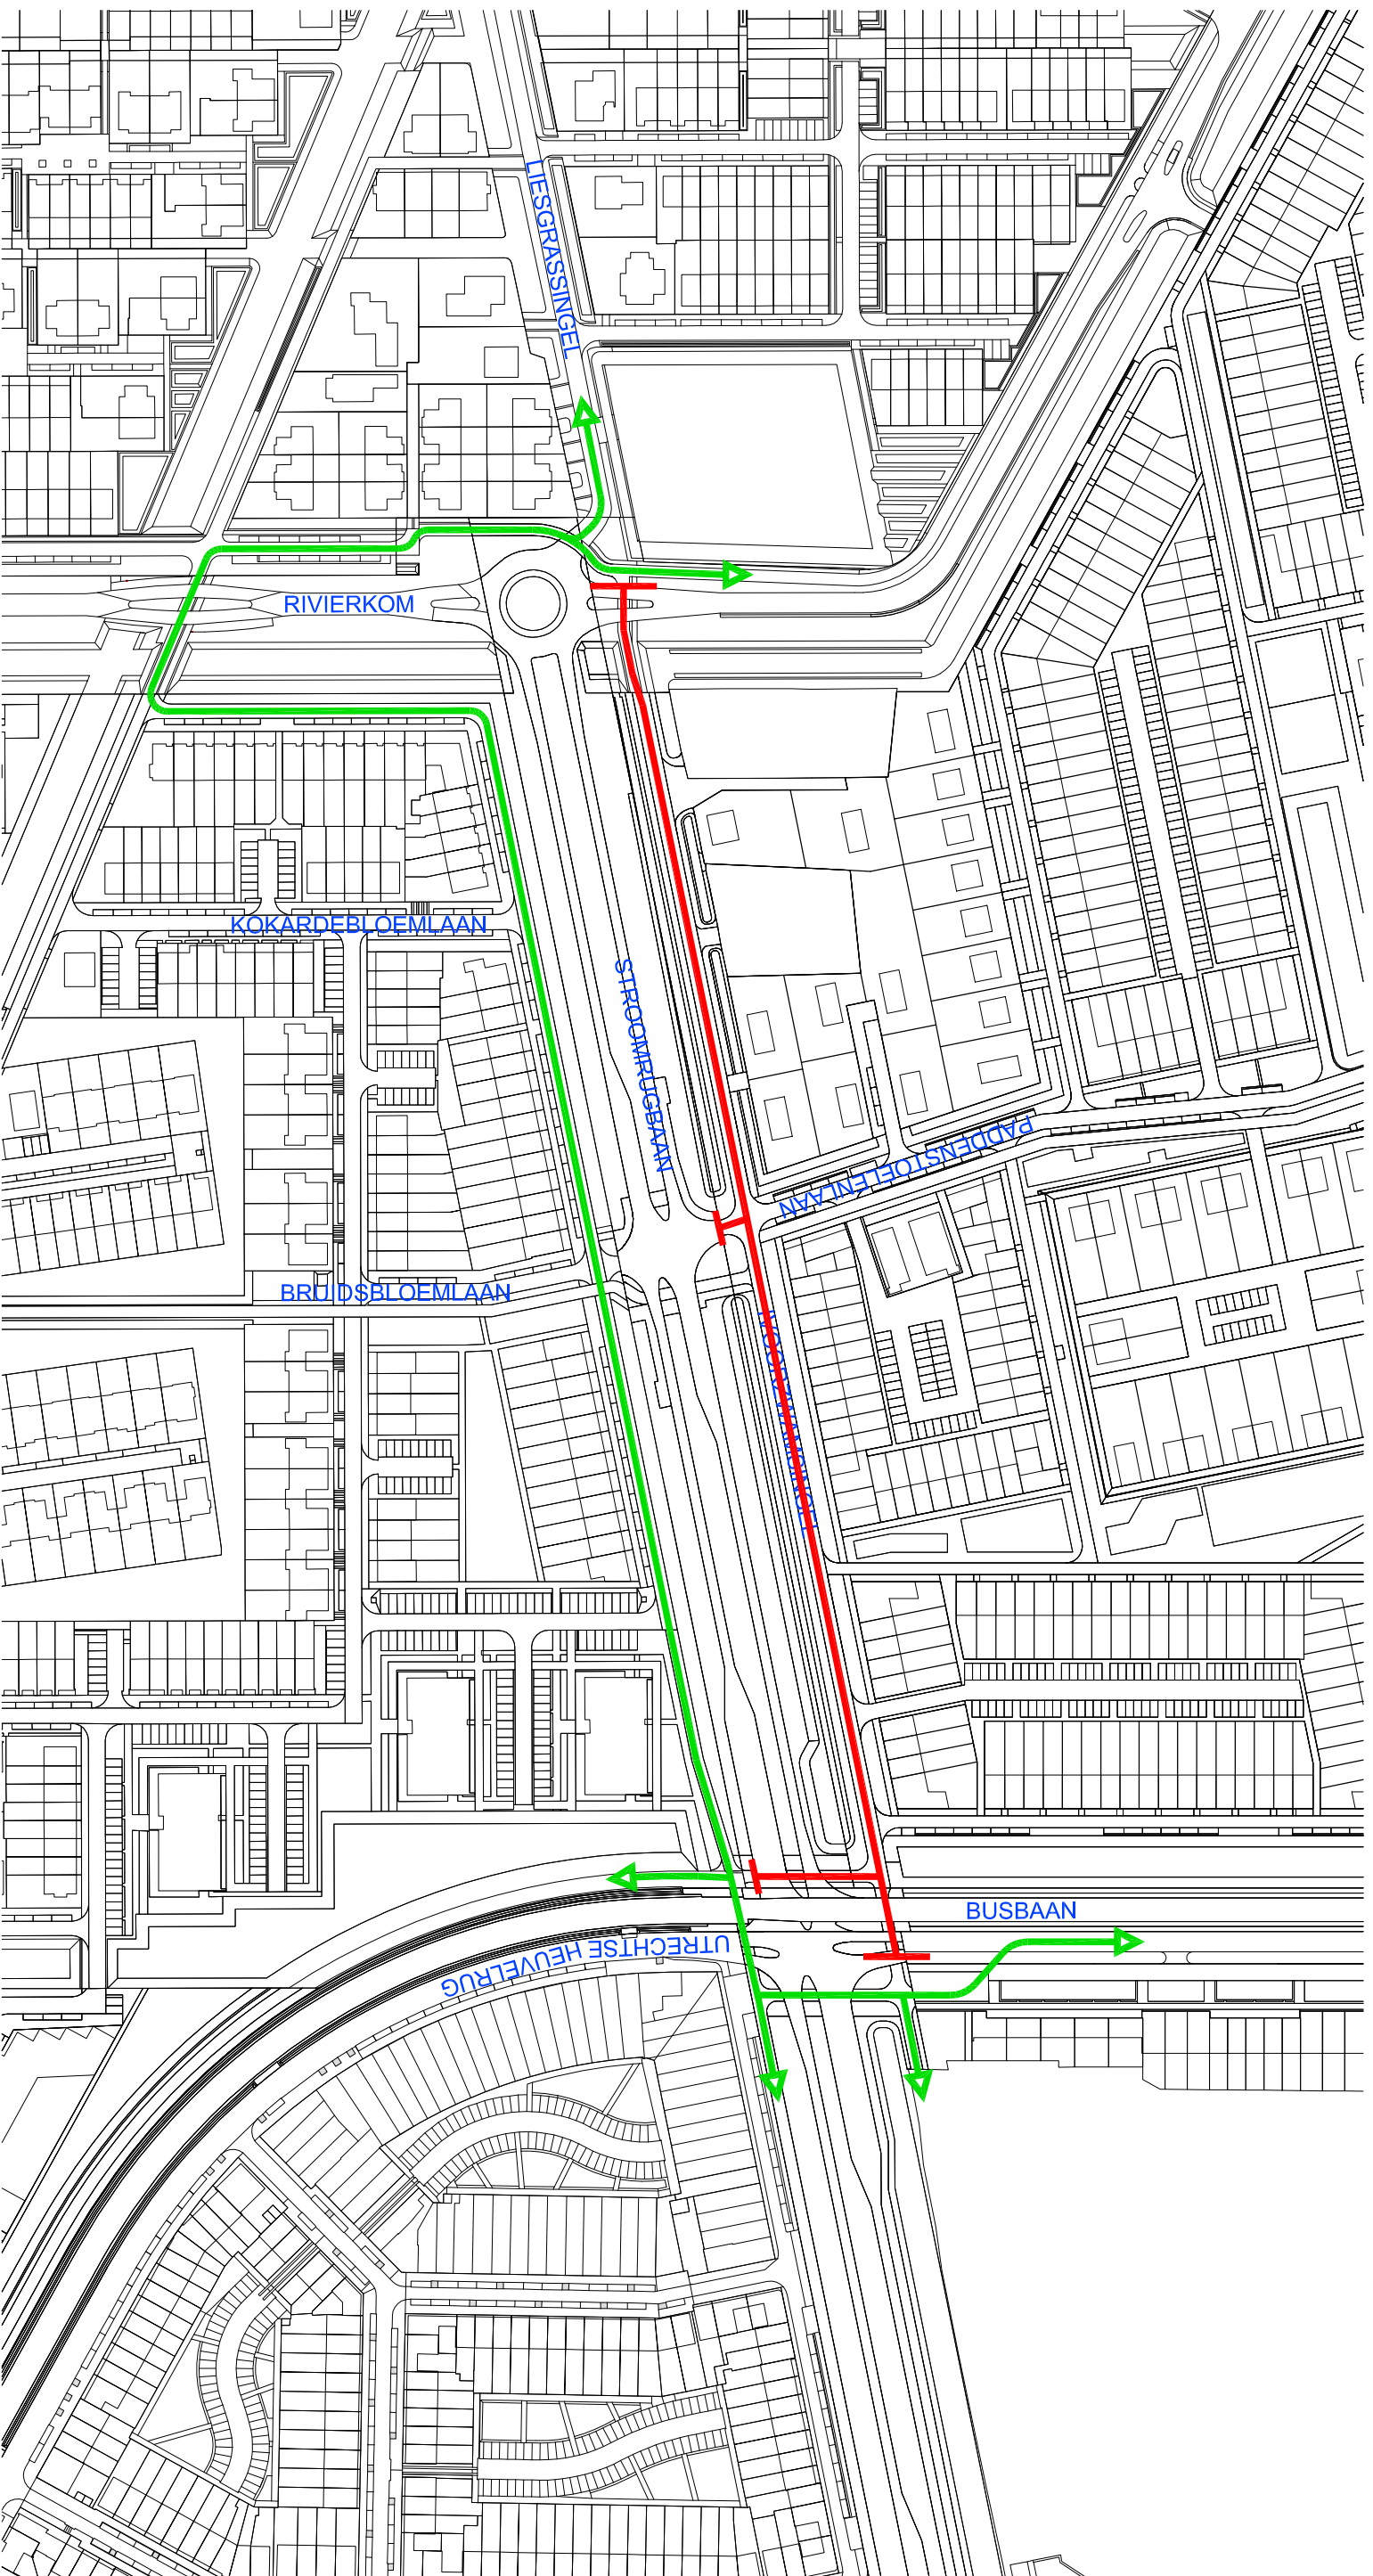 LIESGRASSINGEL
RIVIERKOM
KOKARDEBLOEMLAAN
STROOMRUGBAAN
PADDENSTOELENLAAN
BRUIDSBLOEMLAAN
BUSBAAN
UTRECHTSE HEUVELRUG